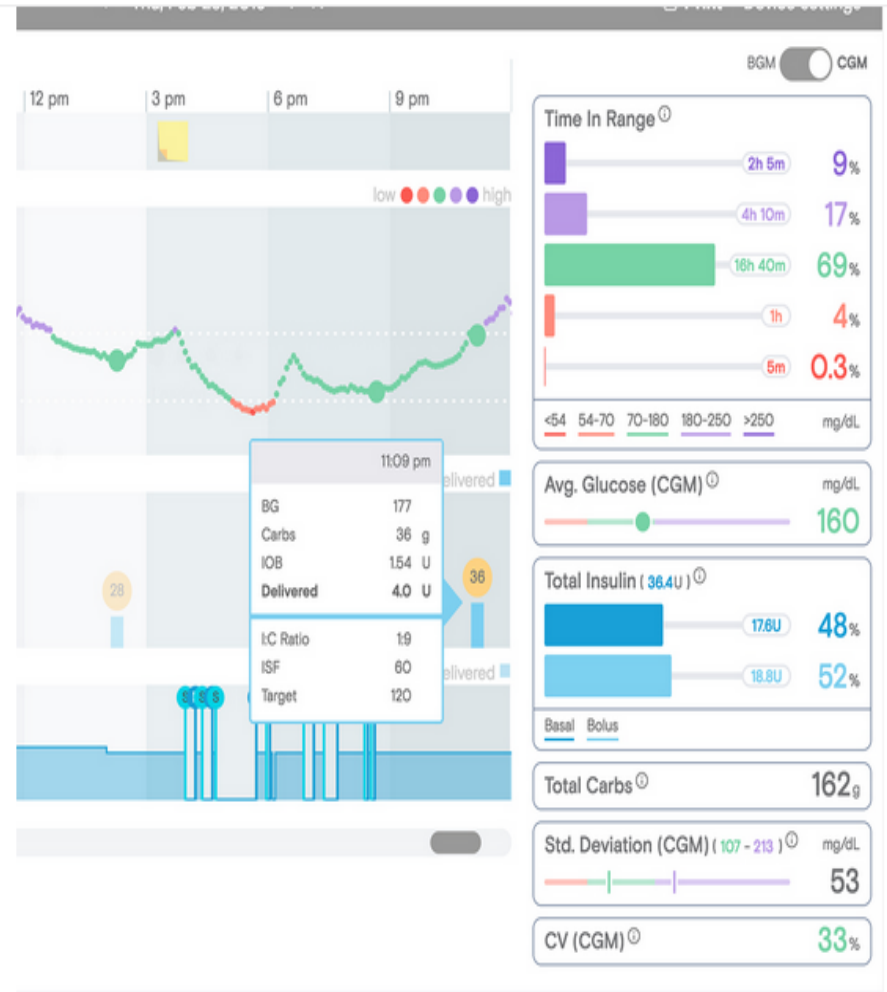 BGM CGM
12 pm 3 pm 6 pm 9 pm
low high
11:09 pm
BG 177
Carbs 36 g
IOB 1.54 U
Delivered 4.0 U
I:C Ratio 1:9
ISF 60
Target 120
elivered
28
36
elivered
S S S
Time In Range
2h 5m 9%
4h 10m 17%
16h 40m 69%
1h 4%
5m 0.3%
<54 54-70 70-180 180-250 >250 mg/dL
Avg. Glucose (CGM) mg/dL
160
Total Insulin ( 36.4U )
17.6U 48%
18.8U 52%
Basal Bolus
Total Carbs 162g
Std. Deviation (CGM) ( 107 - 213 ) mg/dL
53
CV (CGM) 33%